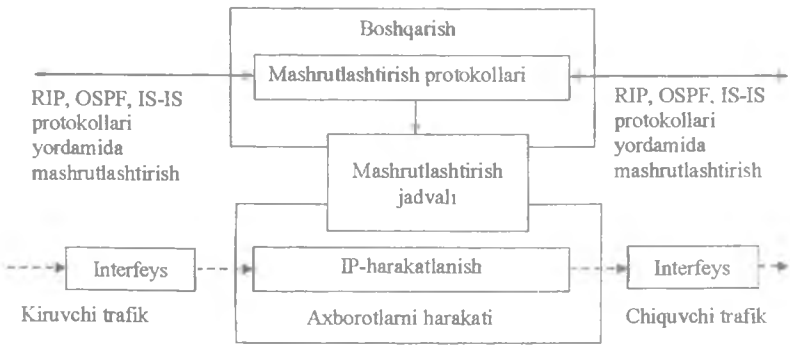 Boshqarish
Mashrutlashtirish protokollari
RIP, OSPF, IS-IS
protokollari
yordamida
mashrutlashtirish
RIP, OSPF, IS-IS
protokollari
yordamida
mashrutlashtirish
Mashrutlashtirish
jadvalı
Interfeys
IP-harakatlanish
Interfeys
Kiruvchi trafik
Axborotlarni harakati
Chiquvchi trafik